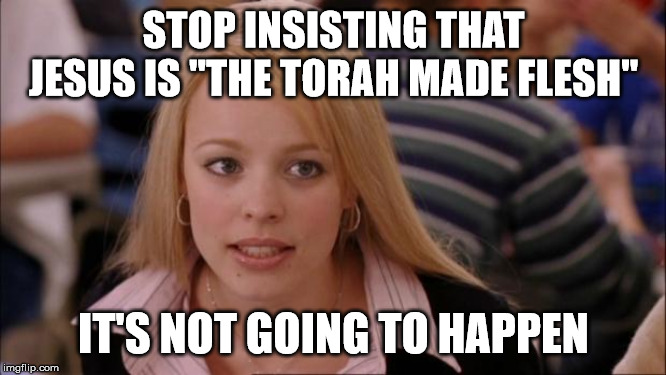 STOP INSISTING THAT
JESUS IS "THE TORAH MADE FLESH"
IT'S NOT GOING TO HAPPEN
imgflip.com